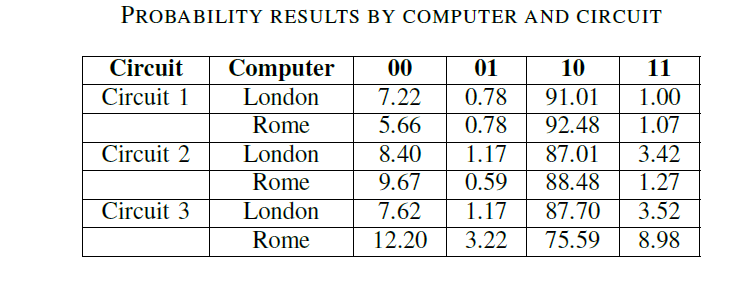 PROBABILITY RESULTS BY COMPUTER AND CIRCUIT
Circuit Computer 00 01 10 11
Circuit 1 London 7.22 0.78 91.01 1.00
Rome 5.66 0.78 92.48 1.07
Circuit 2 London 8.40 1.17 87.01 3.42
Rome 9.67 0.59 88.48 1.27
Circuit 3 London 7.62 1.17 87.70 3.52
Rome 12.20 3.22 75.59 8.98